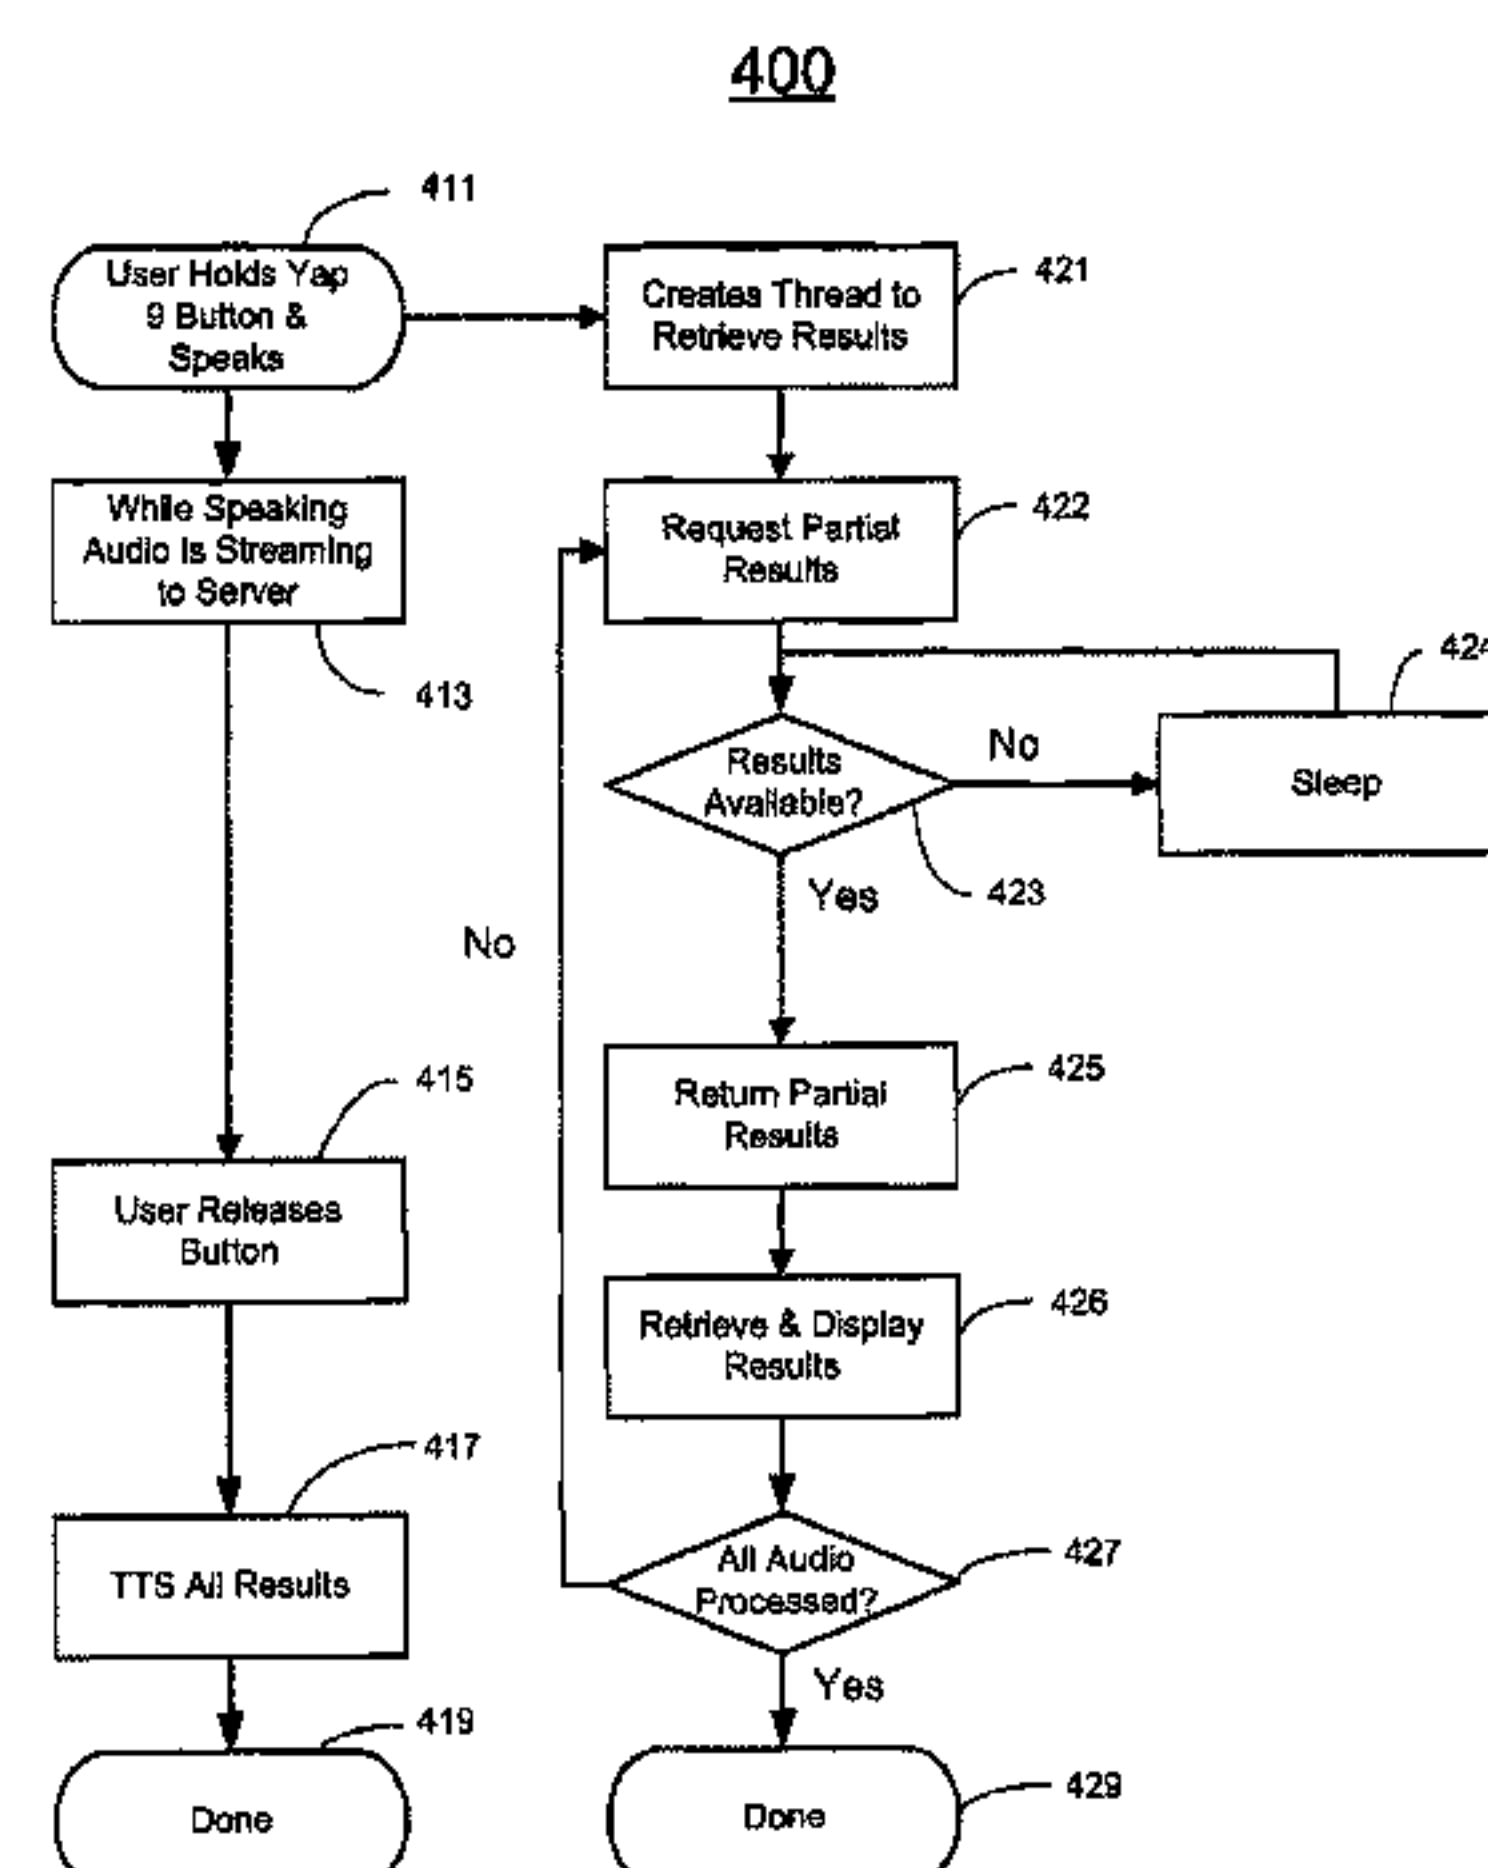 400
411
User Holds Yap
9 Button &
Speaks
Creates Thread to
Retrieve Results
421
While Speaking
Audio Is Streaming
to Server
413
Request Partial
Results
422
424
Results
Available?
No
Sleep
423
Yes
No
415
Return Partial
Results
425
User Releases
Button
Retrieve & Display
Results
426
417
TTS All Results
All Audio
Processed?
427
Yes
419
Done
Done
429